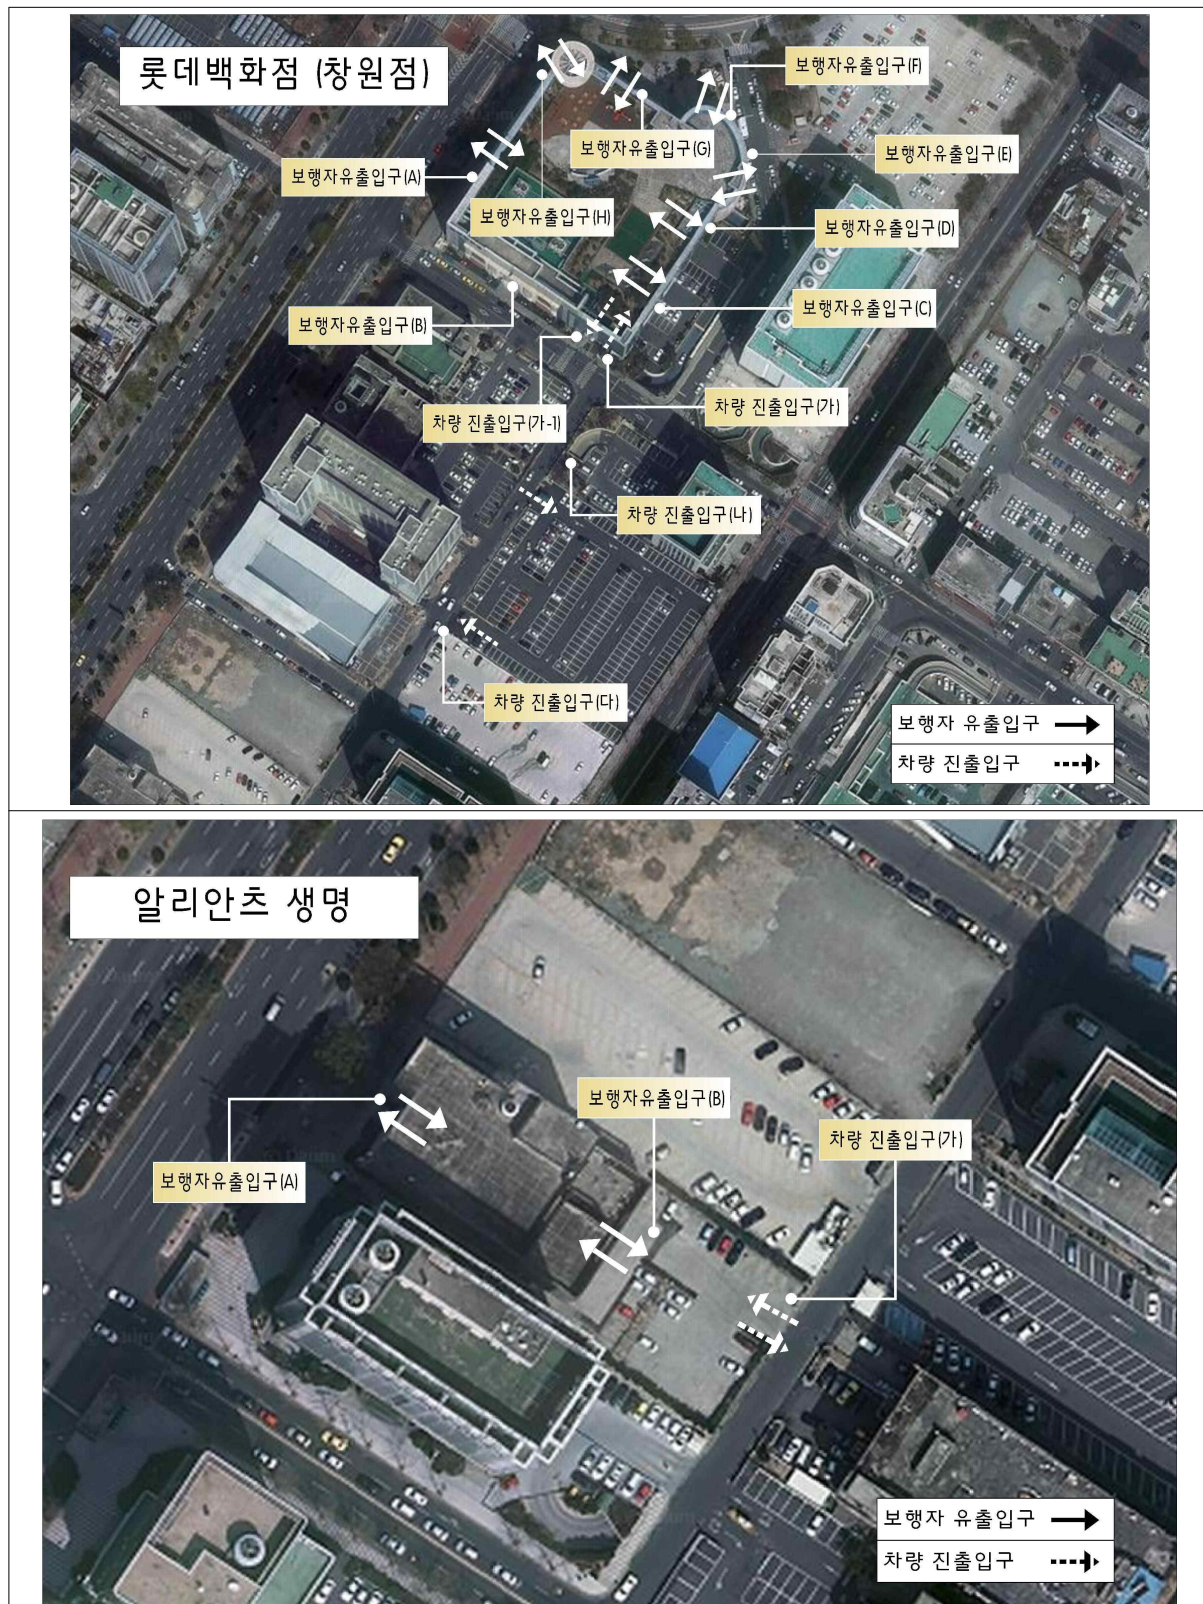 롯데백화점 (창원점)
보행자유출입구(F)
보행자유출입구(G)
보행자유출입구(E)
보행자유출입구(A)
보행자유출입구(H)
보행자유출입구(D)
보행자유출입구(B)
보행자유출입구(C)
차량 진출입구(가-1)
차량 진출입구(가)
차량 진출입구(나)
차량 진출입구(다)
보행자 유출입구
차량 진출입구
알리안츠 생명
보행자유출입구(B)
차량 진출입구(가)
보행자유출입구(A)
보행자 유출입구
차량 진출입구